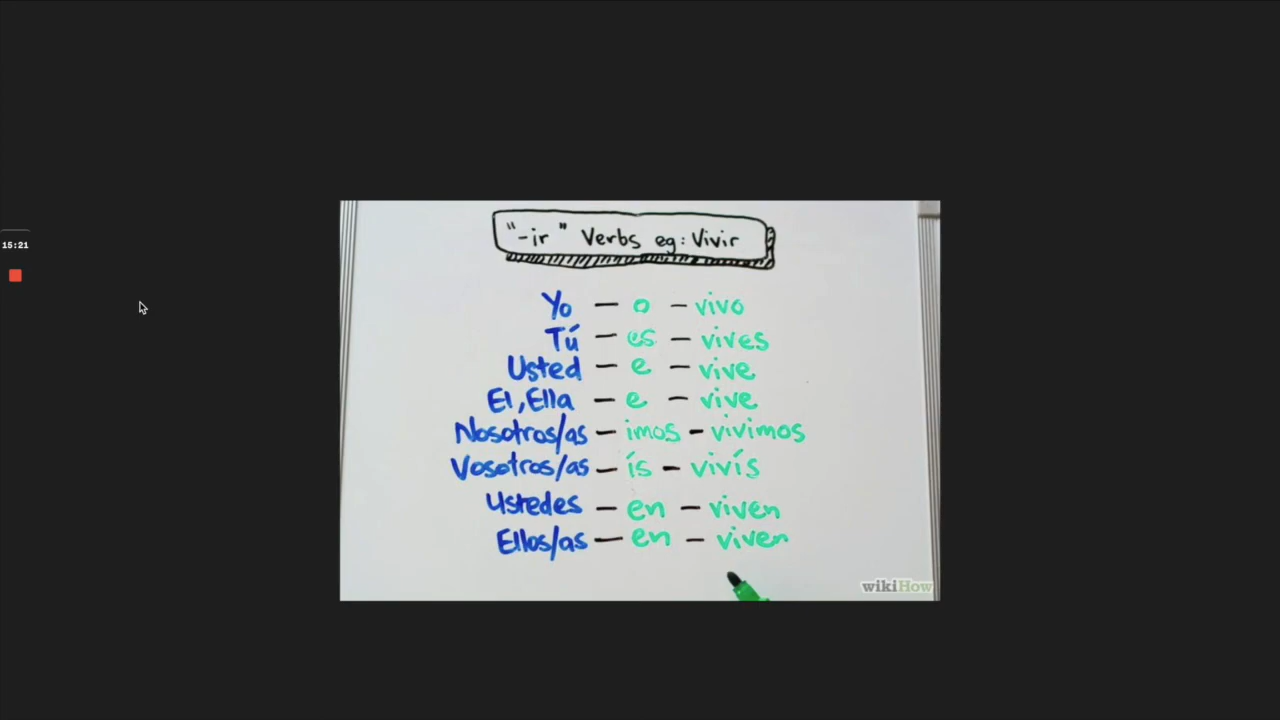 "-ir" Verbs eg: Vivir
15:21
Yo — o — vivo
Tú — es — vives
Usted — e — vive
El, Ella — e — vive
Nosotros/as — imos — vivimos
Vosotros/as — ís — vivís
Ustedes — en — viven
Ellos/as — en — viven
wikiHow